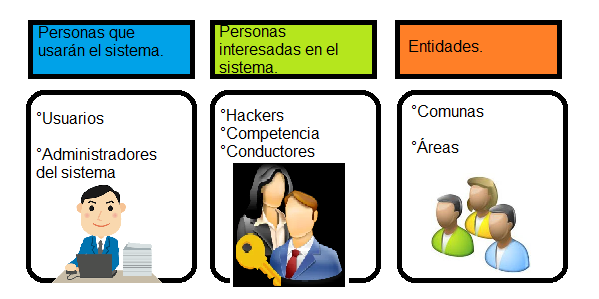 Personas que
usarán el sistema.
Personas
interesadas en el
sistema.
Entidades.
°Usuarios
°Administradores
del sistema
°Hackers
°Competencia
°Conductores
°Comunas
°Áreas